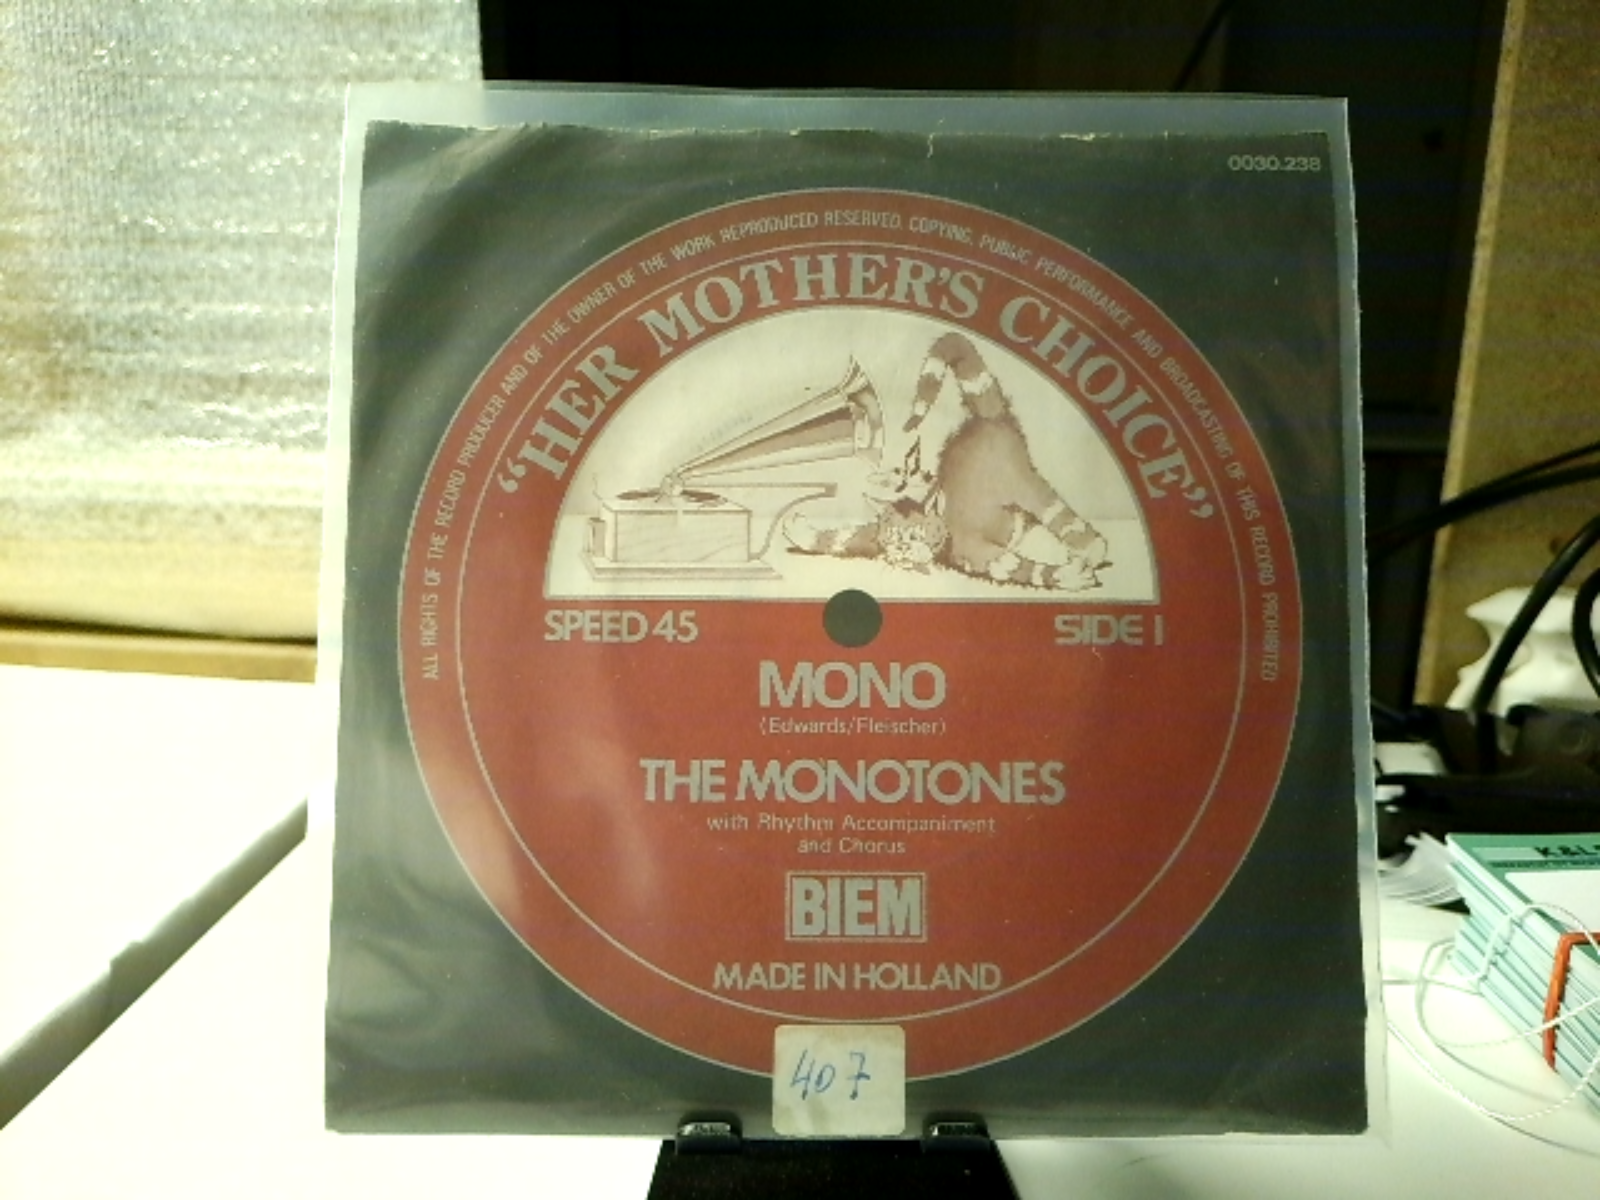 0030.238
ALL RIGHTS OF THE RECORD PRODUCER AND OF THE OWNER OF THE WORK REPRODUCED RESERVED. COPYING, PUBLIC PERFORMANCE AND BROADCASTING OF THIS RECORD PROHIBITED
"HER MOTHER'S CHOICE"
SPEED 45
SIDE 1
MONO
(Edwards/Fleischer)
THE MONOTONES
with Rhythm Accompaniment
and Chorus
BIEM
MADE IN HOLLAND
407